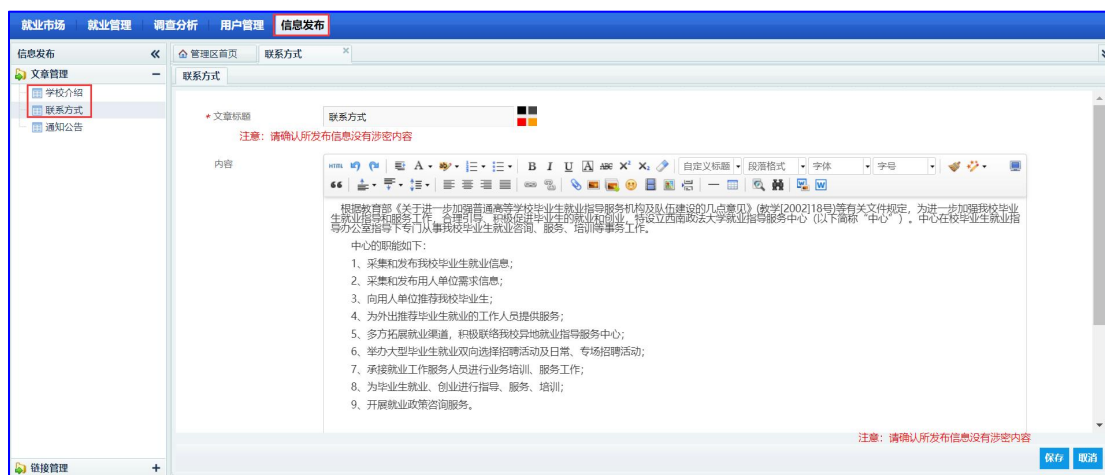 就业市场 就业管理 调查分析 用户管理 信息发布
信息发布
管理区首页 联系方式
文章管理
联系方式
学校介绍
联系方式
通知公告
* 文章标题 联系方式
注意：请确认所发布信息没有涉密内容
内容
HTML B I U A ABC X² X₂ 自定义标题 段落格式 字体 字号
根据教育部《关于进一步加强普通高等学校毕业生就业指导服务机构及队伍建设的几点意见》(教学[2002]18号)等有关文件规定，为进一步加强我校毕业
生就业指导和服务工作，合理引导、积极促进毕业生的就业和创业，特设立西南政法大学就业指导服务中心（以下简称“中心”）。中心在校毕业生就业指
导办公室指导下专门从事我校毕业生就业咨询、服务、培训等事务工作。
中心的职能如下：
1、采集和发布我校毕业生就业信息；
2、采集和发布用人单位需求信息；
3、向用人单位推荐我校毕业生；
4、为外出推荐毕业生就业的工作人员提供服务；
5、多方拓展就业渠道，积极联络我校异地就业指导服务中心；
6、举办大型毕业生就业双向选择招聘活动及日常、专场招聘活动；
7、承接就业工作服务人员进行业务培训、服务工作；
8、为毕业生就业、创业进行指导、服务、培训；
9、开展就业政策咨询服务。
注意：请确认所发布信息没有涉密内容
保存 取消
链接管理